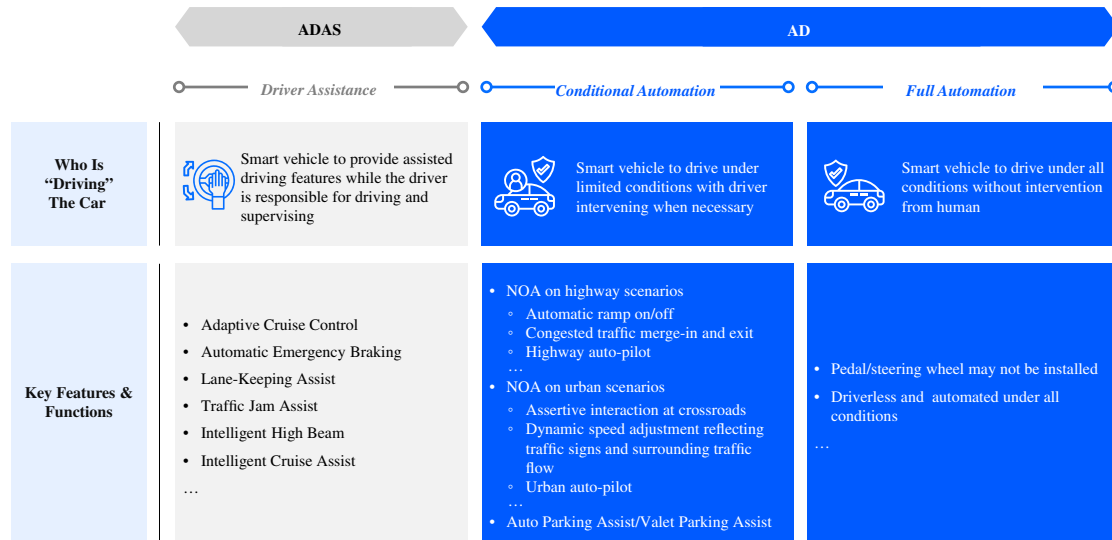 ADAS
AD
Driver Assistance
Conditional Automation
Full Automation
Who Is
“Driving”
The Car
Smart vehicle to provide assisted
driving features while the driver
is responsible for driving and
supervising
Smart vehicle to drive under
limited conditions with driver
intervening when necessary
Smart vehicle to drive under all
conditions without intervention
from human
Key Features &
Functions
• Adaptive Cruise Control
• Automatic Emergency Braking
• Lane-Keeping Assist
• Traffic Jam Assist
• Intelligent High Beam
• Intelligent Cruise Assist
…
• NOA on highway scenarios
◦ Automatic ramp on/off
◦ Congested traffic merge-in and exit
◦ Highway auto-pilot
…
• NOA on urban scenarios
◦ Assertive interaction at crossroads
◦ Dynamic speed adjustment reflecting
traffic signs and surrounding traffic
flow
◦ Urban auto-pilot
…
• Auto Parking Assist/Valet Parking Assist
• Pedal/steering wheel may not be installed
• Driverless and automated under all
conditions
…